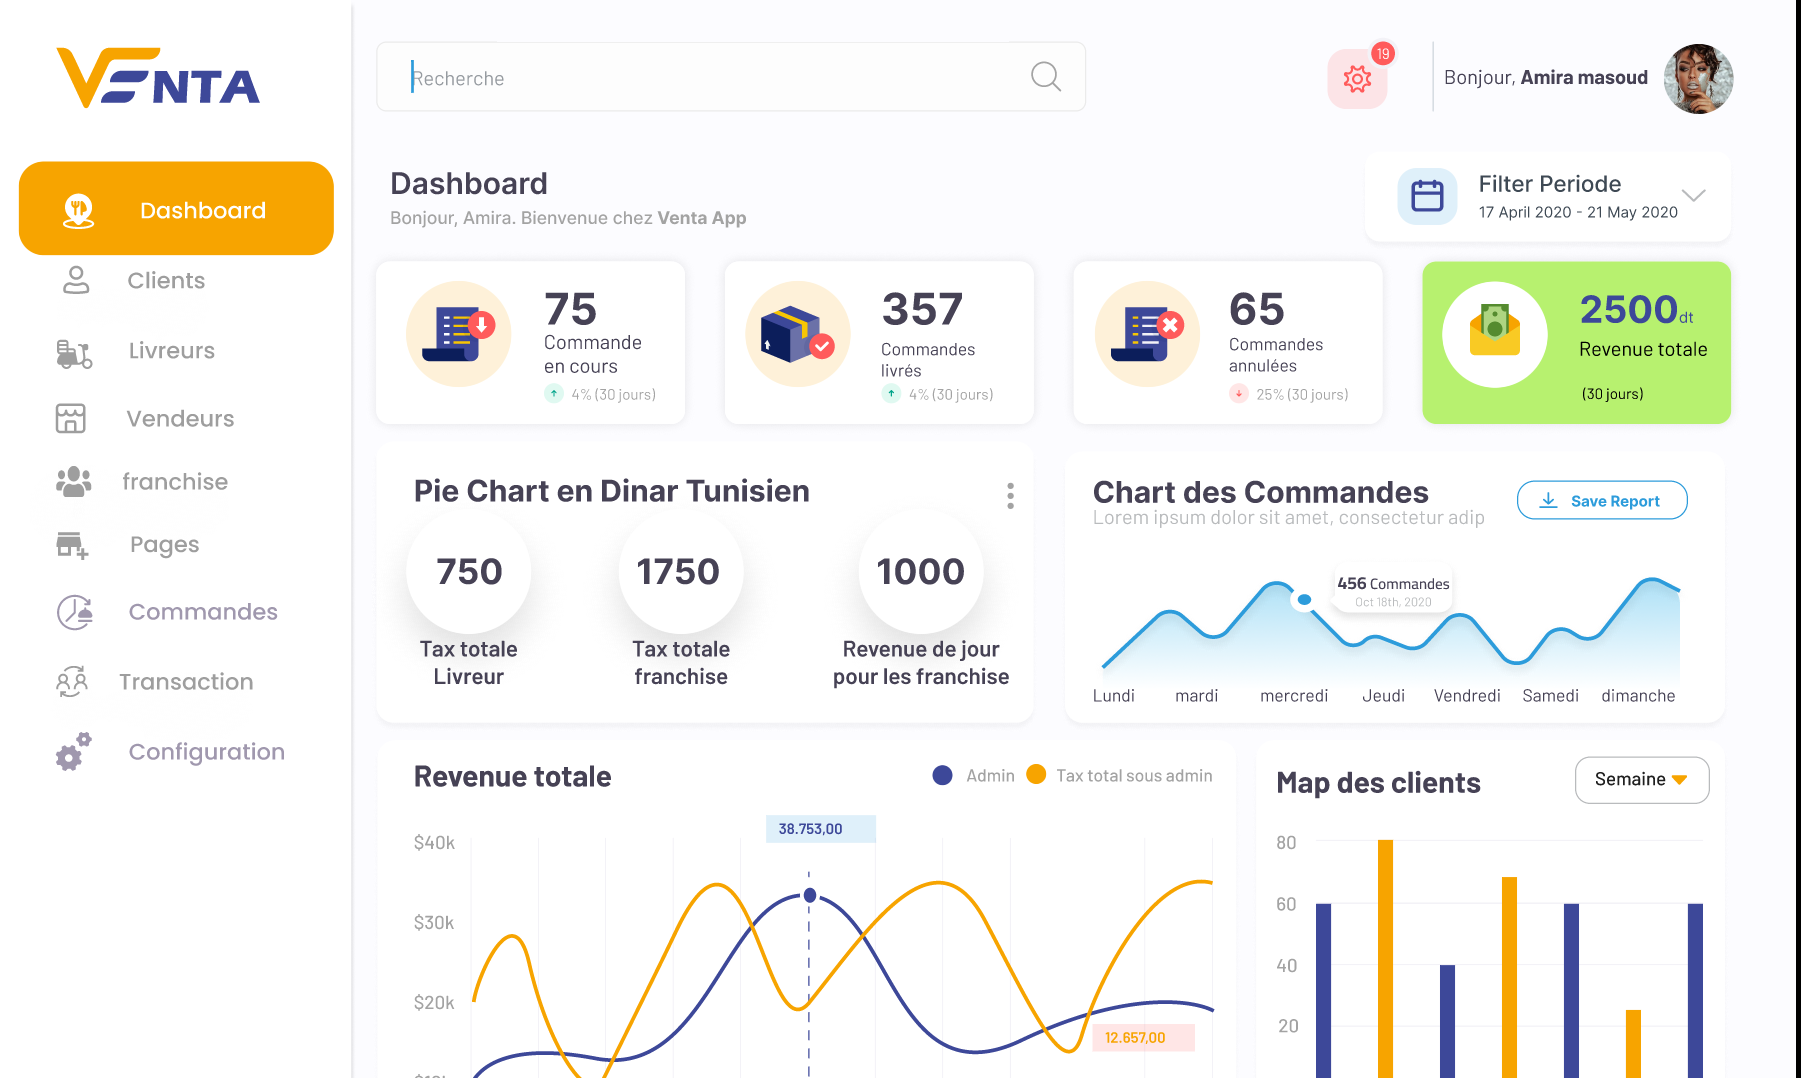 VENTA
Dashboard
Clients
Livreurs
Vendeurs
franchise
Pages
Commandes
Transaction
Configuration
Recherche
19
Bonjour, Amira masoud
Dashboard
Bonjour, Amira. Bienvenue chez Venta App
Filter Periode
17 April 2020 - 21 May 2020
75
Commande
en cours
4% (30 jours)
357
Commandes
livrés
4% (30 jours)
65
Commandes
annulées
25% (30 jours)
2500dt
Revenue totale
(30 jours)
Pie Chart en Dinar Tunisien
750
Tax totale
Livreur
1750
Tax totale
franchise
1000
Revenue de jour
pour les franchise
Chart des Commandes
Lorem ipsum dolor sit amet, consectetur adip
Save Report
456 Commandes
Oct 18th, 2020
Lundi mardi mercredi Jeudi Vendredi Samedi dimanche
Revenue totale
Admin Tax total sous admin
38.753,00
$40k
$30k
$20k
12.657,00
Map des clients
Semaine
80
60
40
20